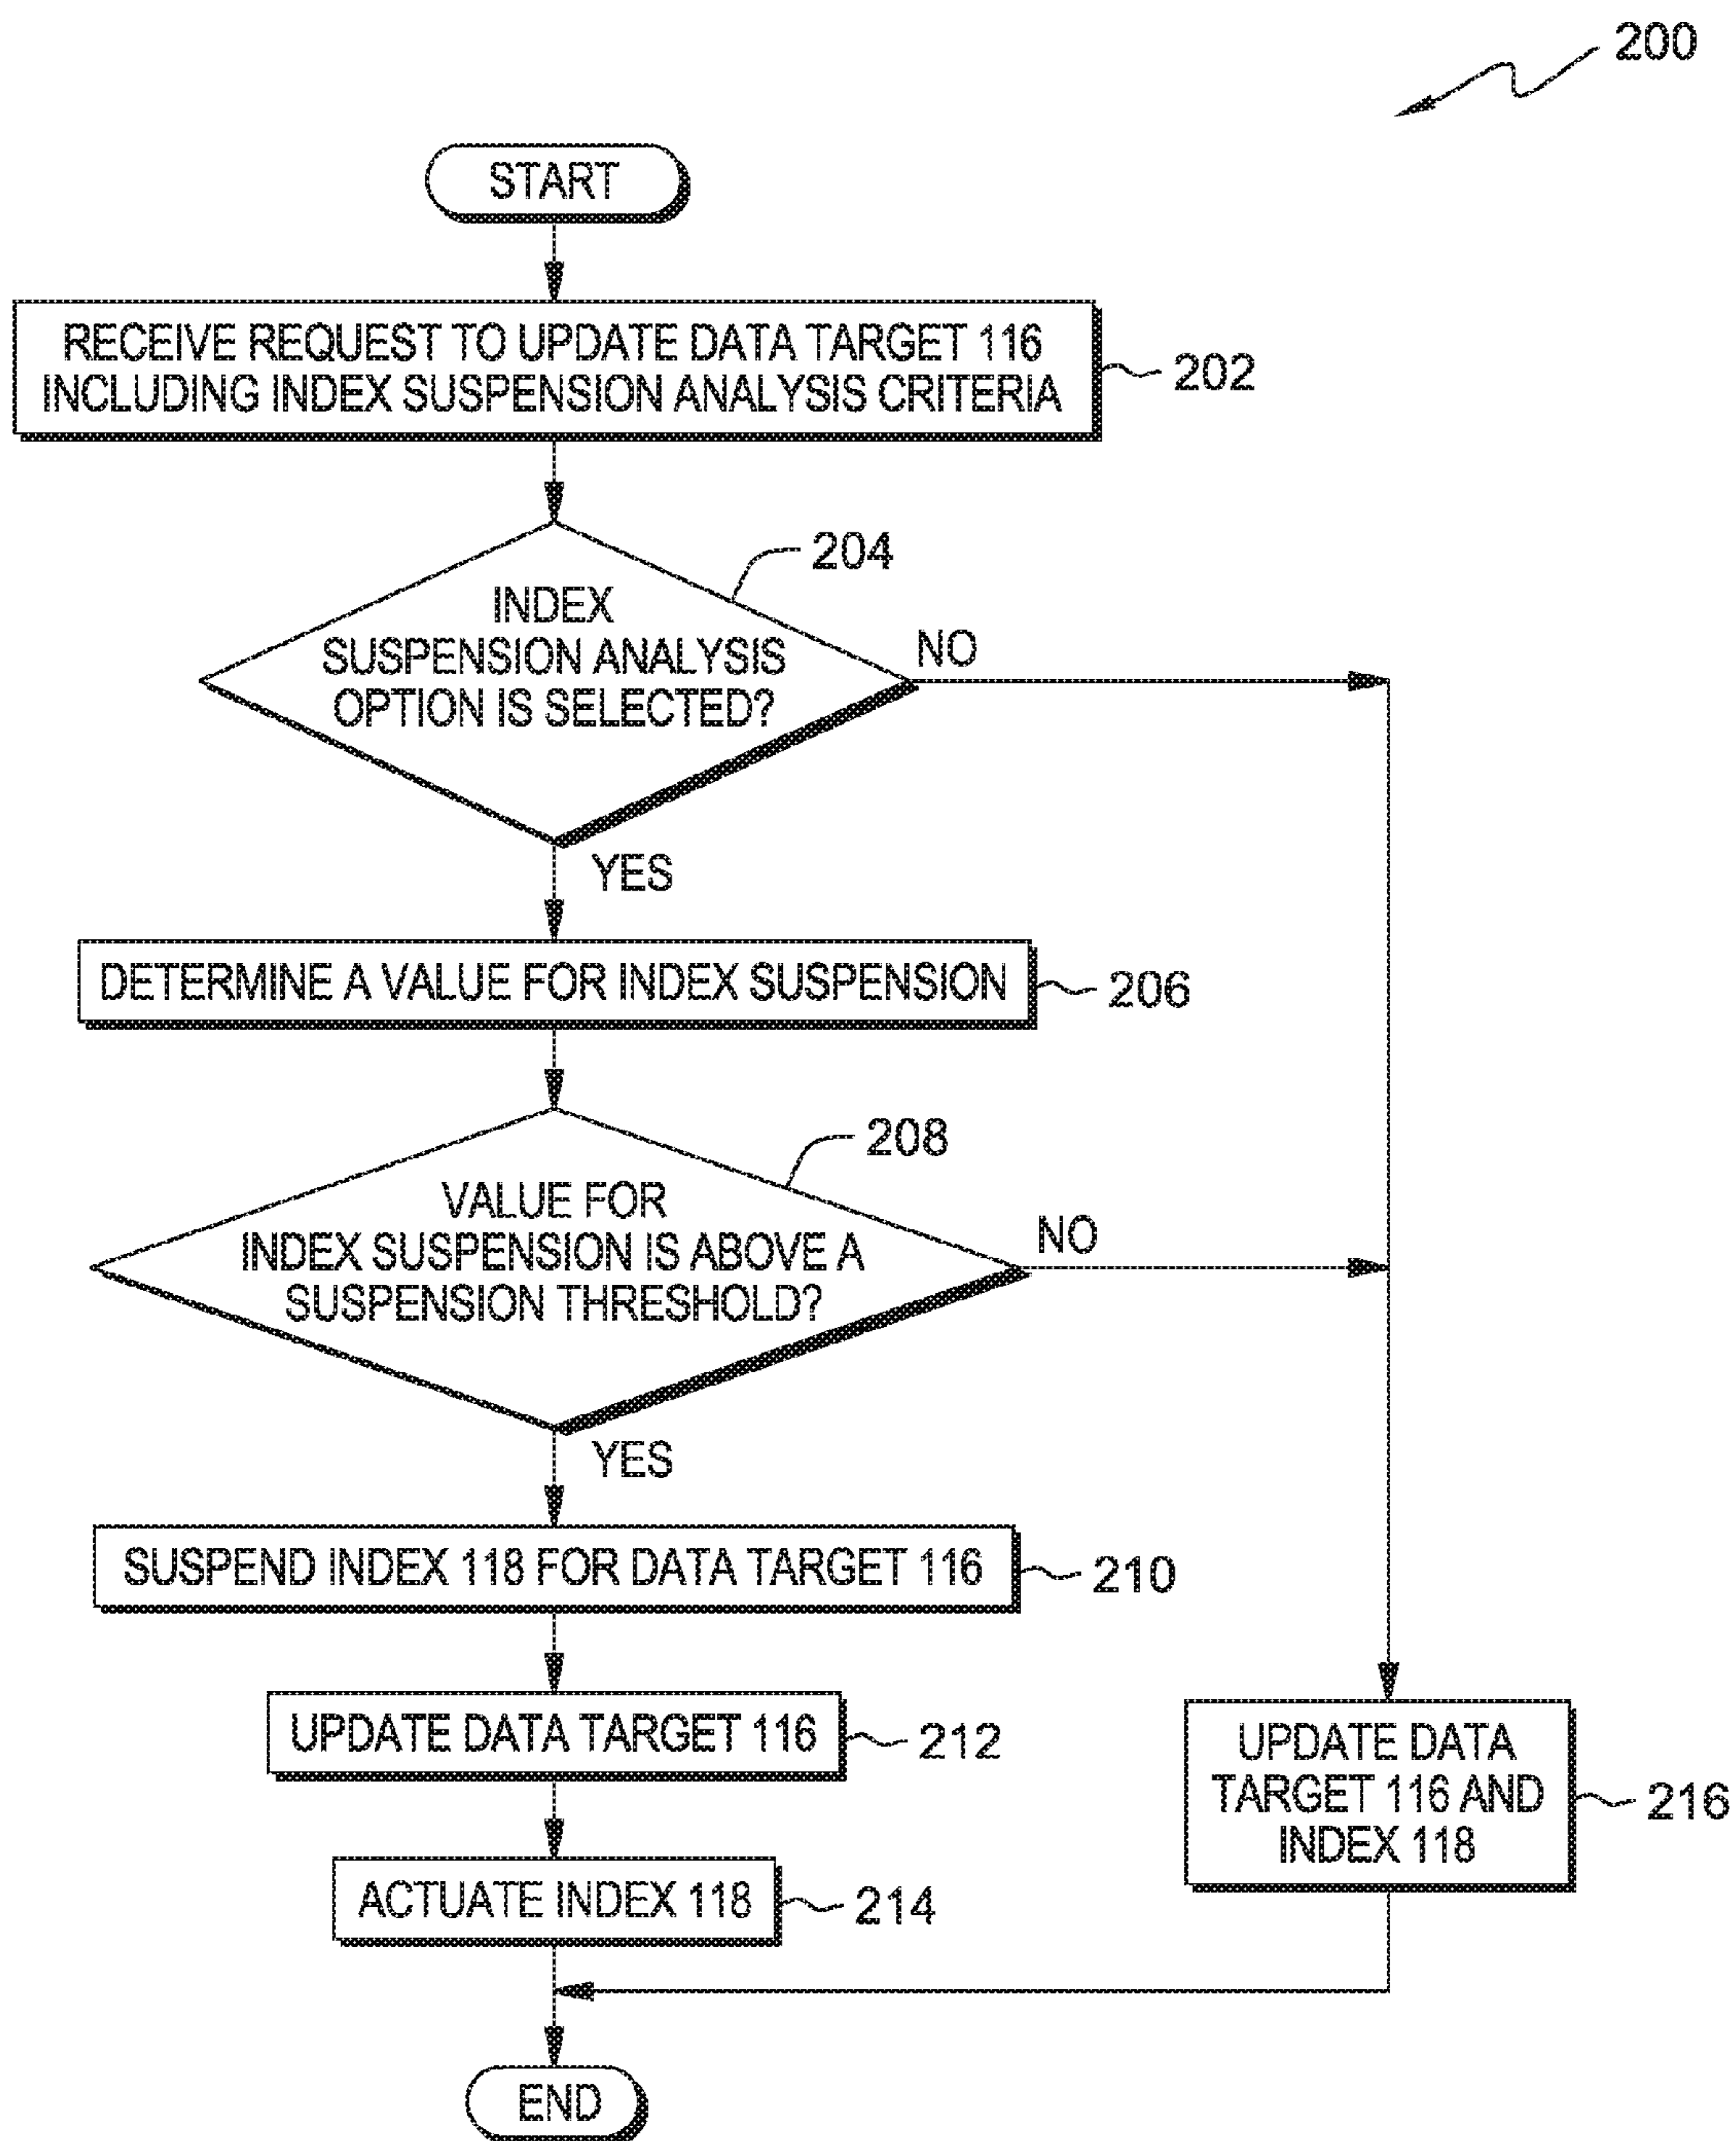 200
START
RECEIVE REQUEST TO UPDATE DATA TARGET 116
INCLUDING INDEX SUSPENSION ANALYSIS CRITERIA
202
204
INDEX
SUSPENSION ANALYSIS
OPTION IS SELECTED?
NO
YES
DETERMINE A VALUE FOR INDEX SUSPENSION
206
208
VALUE FOR
INDEX SUSPENSION IS ABOVE A
SUSPENSION THRESHOLD?
NO
YES
SUSPEND INDEX 118 FOR DATA TARGET 116
210
UPDATE DATA TARGET 116
212
UPDATE DATA
TARGET 116 AND
INDEX 118
216
ACTUATE INDEX 118
214
END